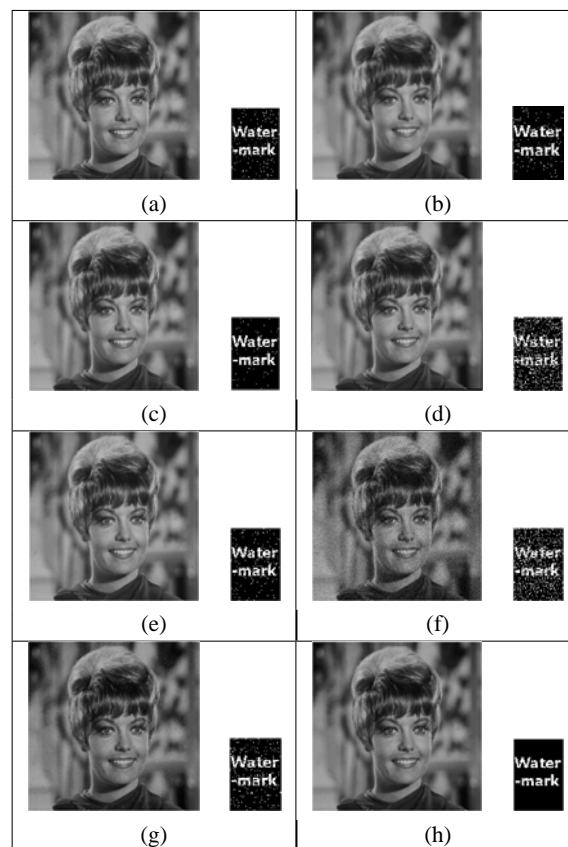 Water
-mark
Water
-mark
(a)
(b)
Water
-mark
Water
-mark
(c)
(d)
Water
-mark
Water
-mark
(e)
(f)
Water
-mark
Water
-mark
(g)
(h)